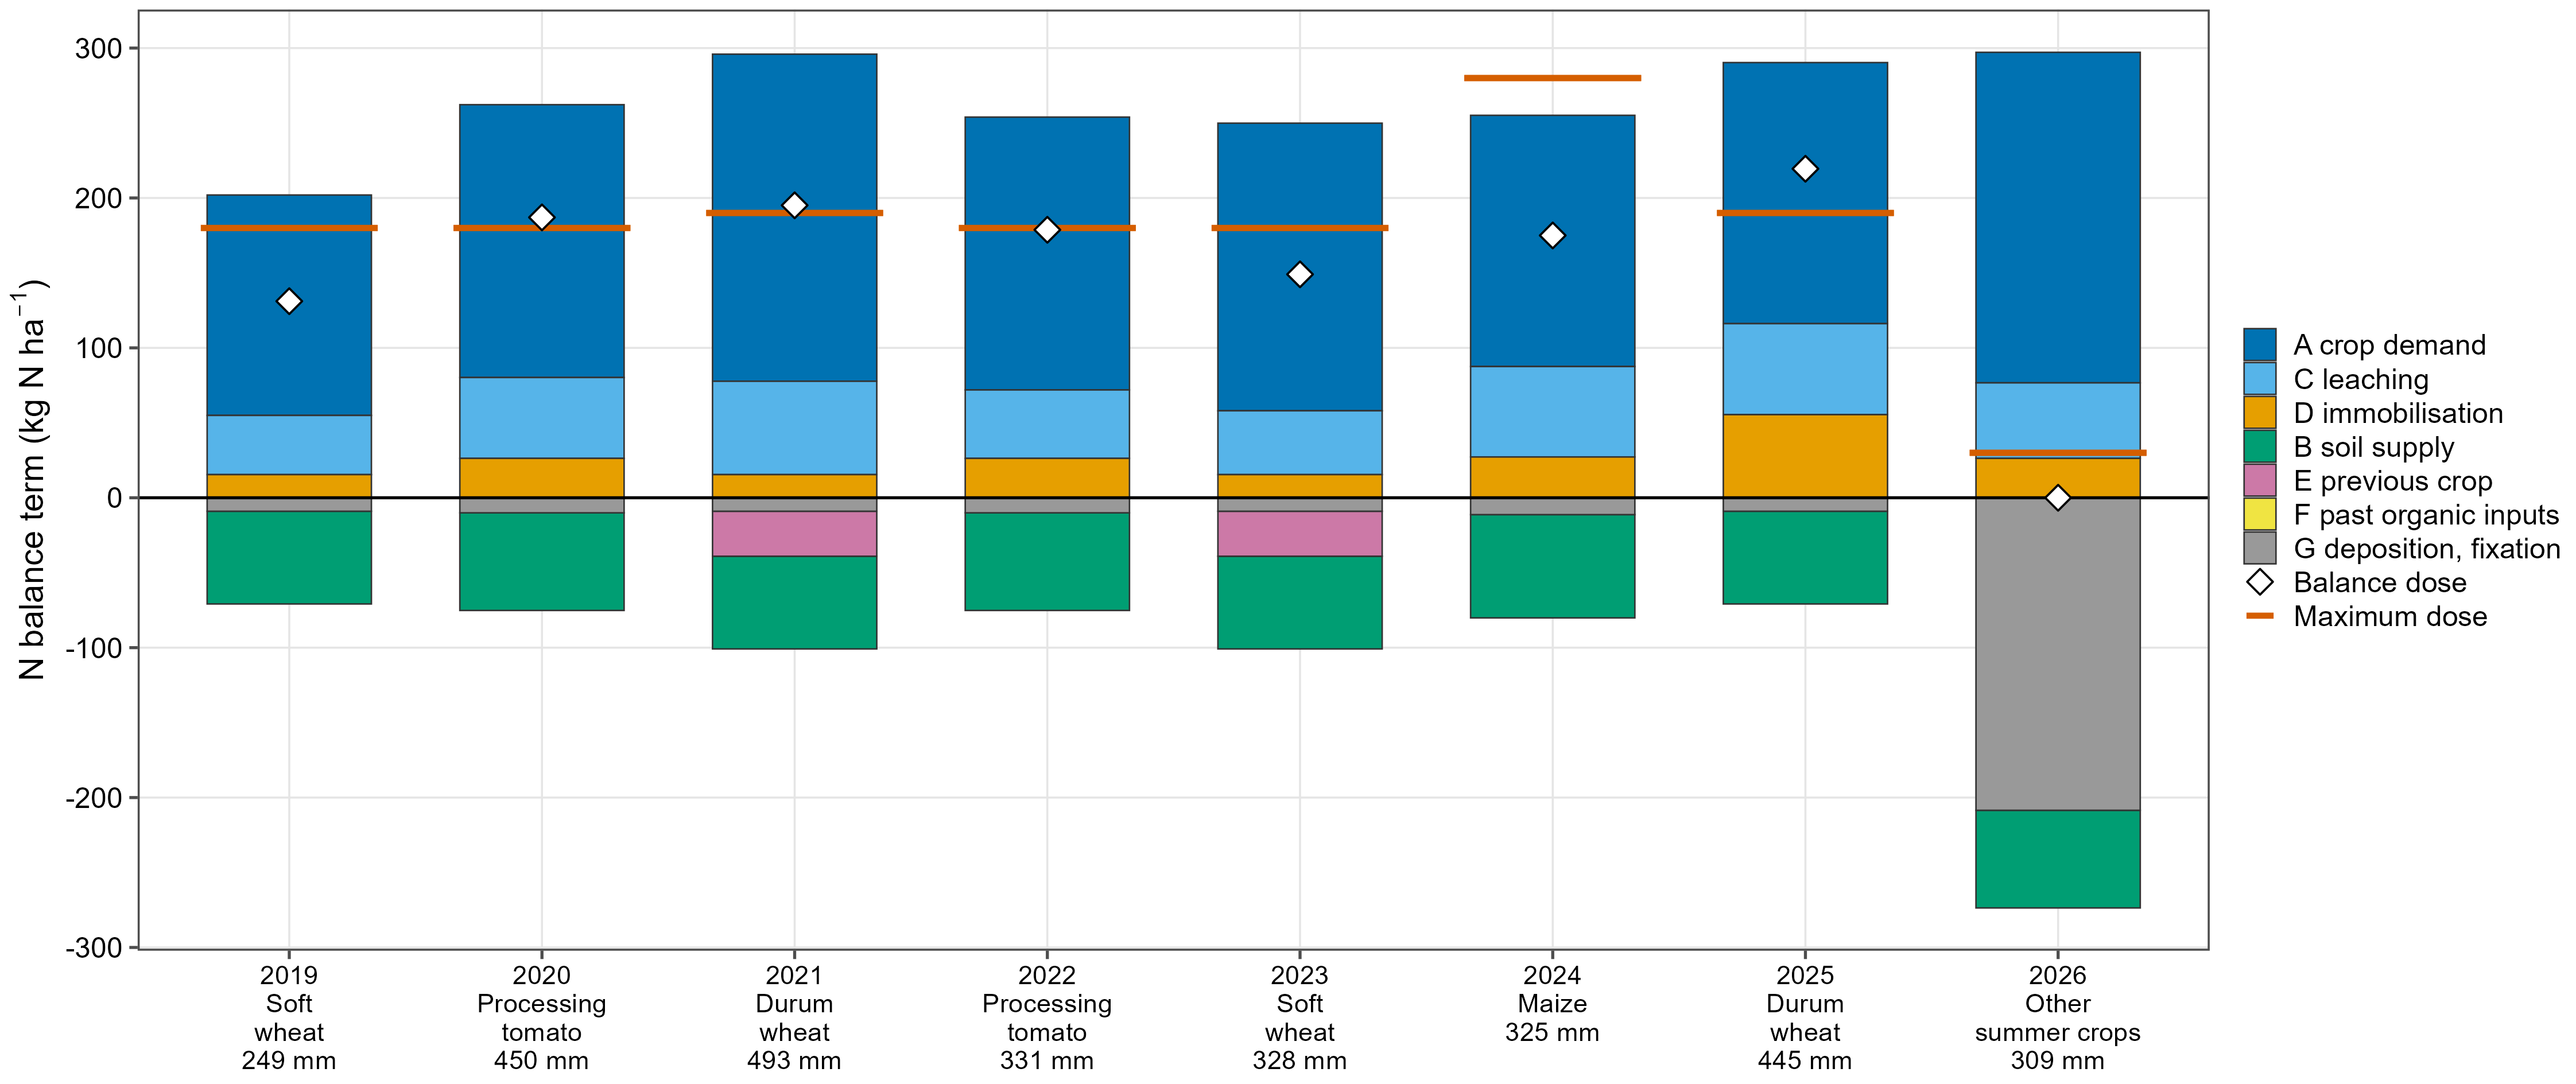 N balance term (kg N ha⁻¹)
300
200
100
0
-100
-200
-300
2019
Soft
wheat
249 mm
2020
Processing
tomato
450 mm
2021
Durum
wheat
493 mm
2022
Processing
tomato
331 mm
2023
Soft
wheat
328 mm
2024
Maize
325 mm
2025
Durum
wheat
445 mm
2026
Other
summer crops
309 mm
A crop demand
C leaching
D immobilisation
B soil supply
E previous crop
F past organic inputs
G deposition, fixation
Balance dose
Maximum dose